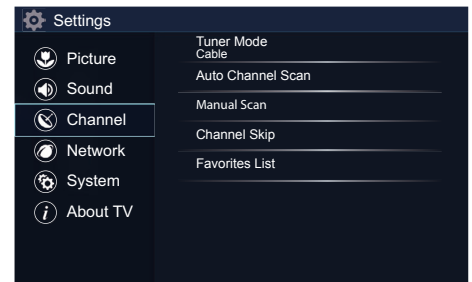 Settings
Picture
Sound
Channel
Network
System
About TV
Tuner Mode
Cable
Auto Channel Scan
Manual Scan
Channel Skip
Favorites List